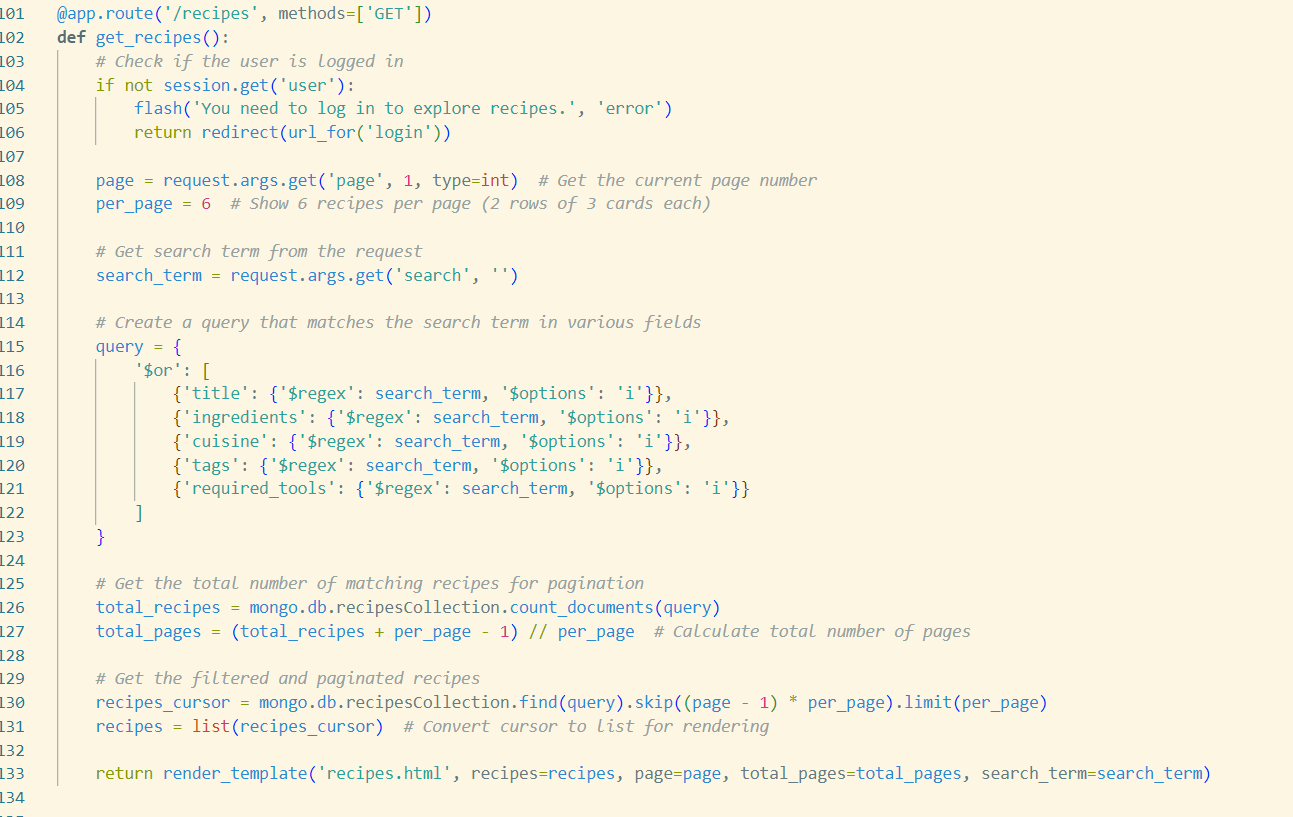 101 @app.route('/recipes', methods=['GET'])
102 def get_recipes():
103     # Check if the user is logged in
104     if not session.get('user'):
105         flash('You need to log in to explore recipes.', 'error')
106         return redirect(url_for('login'))
107
108     page = request.args.get('page', 1, type=int)  # Get the current page number
109     per_page = 6  # Show 6 recipes per page (2 rows of 3 cards each)
110
111     # Get search term from the request
112     search_term = request.args.get('search', '')
113
114     # Create a query that matches the search term in various fields
115     query = {
116         '$or': [
117             {'title': {'$regex': search_term, '$options': 'i'}},
118             {'ingredients': {'$regex': search_term, '$options': 'i'}},
119             {'cuisine': {'$regex': search_term, '$options': 'i'}},
120             {'tags': {'$regex': search_term, '$options': 'i'}},
121             {'required_tools': {'$regex': search_term, '$options': 'i'}}
122         ]
123     }
124
125     # Get the total number of matching recipes for pagination
126     total_recipes = mongo.db.recipesCollection.count_documents(query)
127     total_pages = (total_recipes + per_page - 1) // per_page  # Calculate total number of pages
128
129     # Get the filtered and paginated recipes
130     recipes_cursor = mongo.db.recipesCollection.find(query).skip((page - 1) * per_page).limit(per_page)
131     recipes = list(recipes_cursor)  # Convert cursor to list for rendering
132
133     return render_template('recipes.html', recipes=recipes, page=page, total_pages=total_pages, search_term=search_term)
134